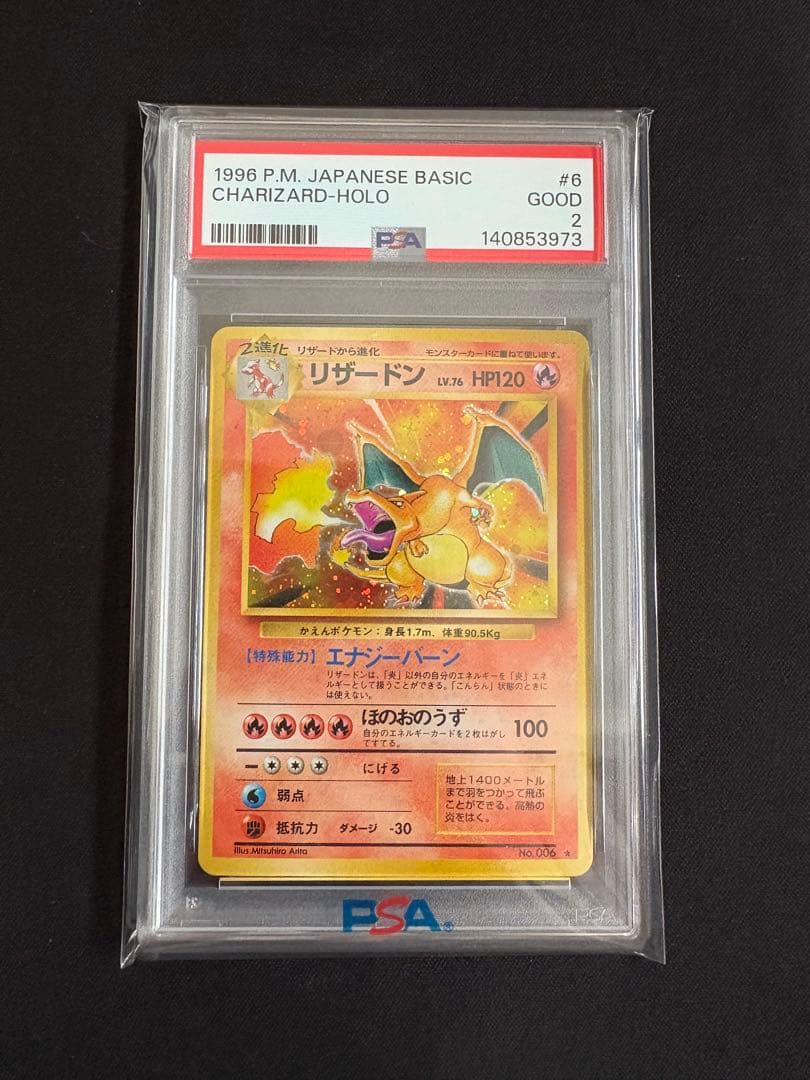 1996 P.M. JAPANESE BASIC #6
CHARIZARD-HOLO GOOD
2
PSA 140853973
2進化 リザードから進化 モンスターカードに重ねて使います。
リザードン LV.76 HP120
かえんポケモン:身長1.7m、体重90.5Kg
【特殊能力】エナジーバーン
リザードンは、「炎」以外の自分のエネルギーを「炎」エネ
ルギーとして扱うことができる。「こんらん」状態のときに
は使えない。
ほのおのうず 100
自分のエネルギーカードを2枚はがし
てすてる。
にげる
弱点
抵抗力 ダメージ -30
地上1400メートル
まで羽をつかって飛ぶ
ことができる。高熱の
炎をはく。
Illus. Mitsuhiro Arita No. 006 ★
PSA®